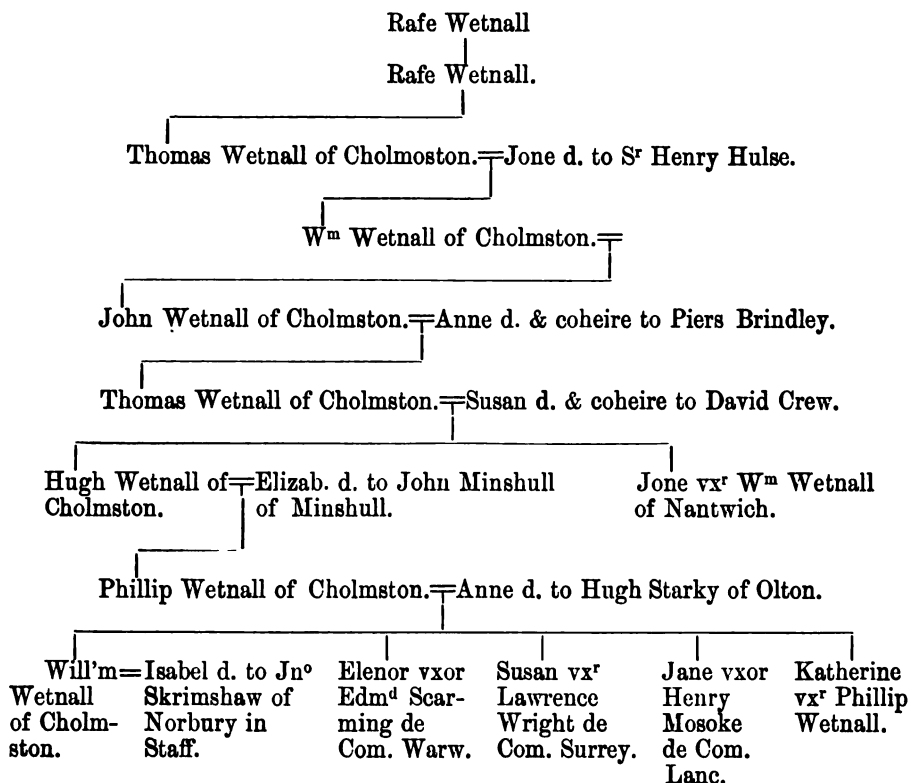 Rafe Wetnall
Rafe Wetnall.
Thomas Wetnall of Cholmoston.=Jone d. to Sʳ Henry Hulse.
Wᵐ Wetnall of Cholmston.=
John Wetnall of Cholmston.=Anne d. & coheire to Piers Brindley.
Thomas Wetnall of Cholmston.=Susan d. & coheire to David Crew.
Hugh Wetnall of=Elizab. d. to John Minshull
Cholmston. of Minshull.
Jone vxʳ Wᵐ Wetnall
of Nantwich.
Phillip Wetnall of Cholmston.=Anne d. to Hugh Starky of Olton.
Will'm=Isabel d. to Jnº
Wetnall Skrimshaw of
of Cholm- Norbury in
ston. Staff.
Elenor vxor
Edmᵈ Scar-
ming de
Com. Warw.
Susan vxʳ
Lawrence
Wright de
Com. Surrey.
Jane vxor
Henry
Mosoke
de Com.
Lanc.
Katherine
vxʳ Phillip
Wetnall.